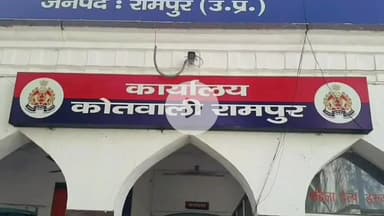 जनपद : रामपुर (उ.प्र.)
कार्यालय
कोतवाली रामपुर